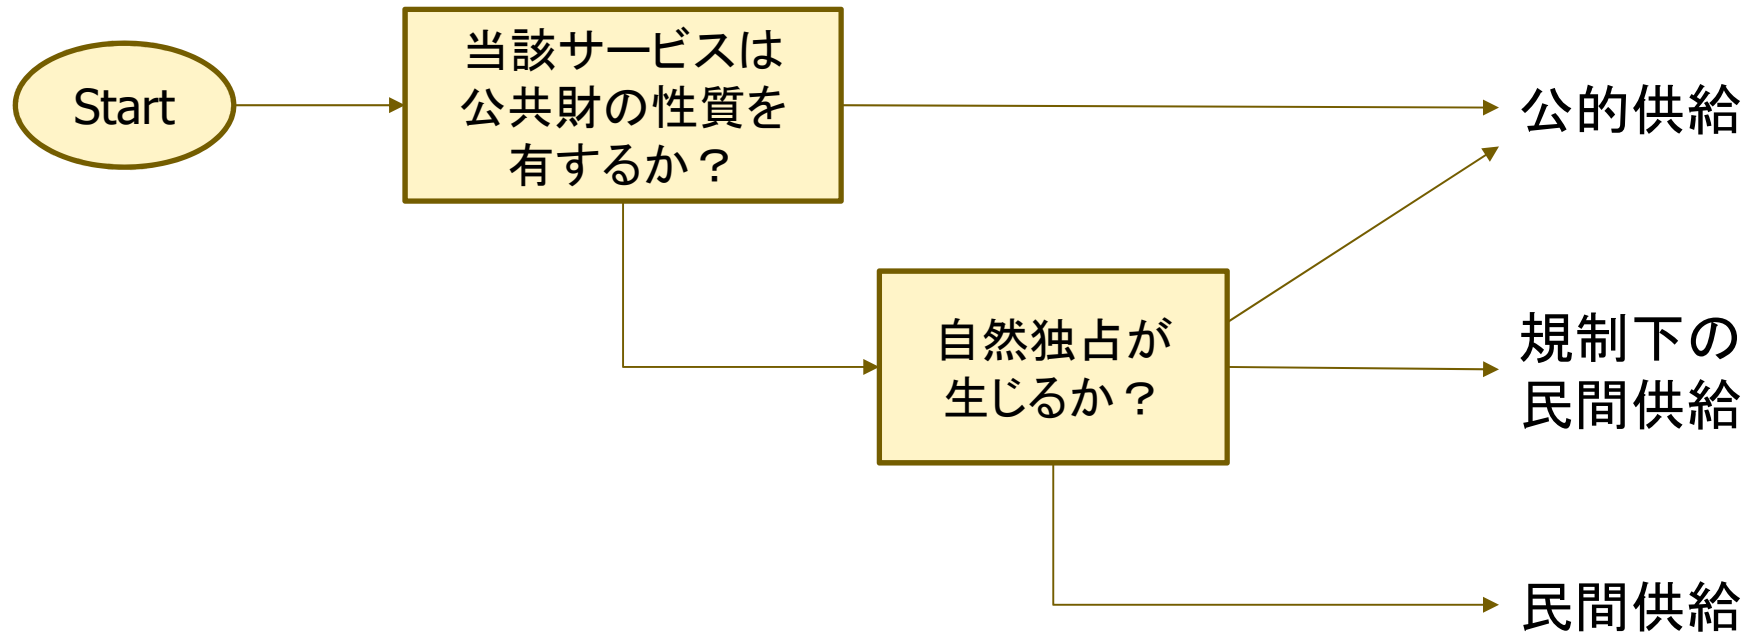 Start
当該サービスは
公共財の性質を
有するか？
公的供給
自然独占が
生じるか？
規制下の
民間供給
民間供給